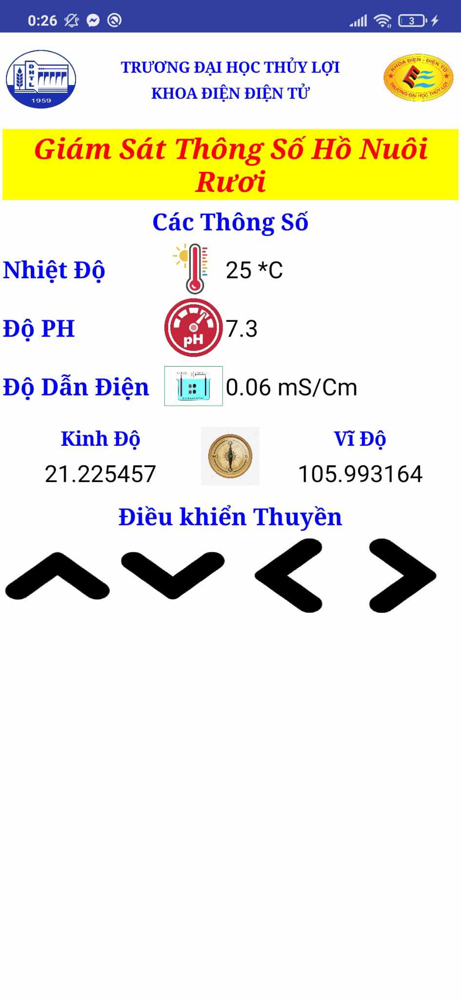 0:26
3
ĐHTL
1959
TRƯƠNG ĐẠI HỌC THỦY LỢI
KHOA ĐIỆN ĐIỆN TỬ
KHOA ĐIỆN - ĐIỆN TỬ
TRƯỜNG ĐẠI HỌC THỦY LỢI
Giám Sát Thông Số Hồ Nuôi
Rươi
Các Thông Số
Nhiệt Độ
25 *C
Độ PH
pH
7.3
Độ Dẫn Điện
0.06 mS/Cm
Kinh Độ
Vĩ Độ
21.225457
105.993164
Điều khiển Thuyền